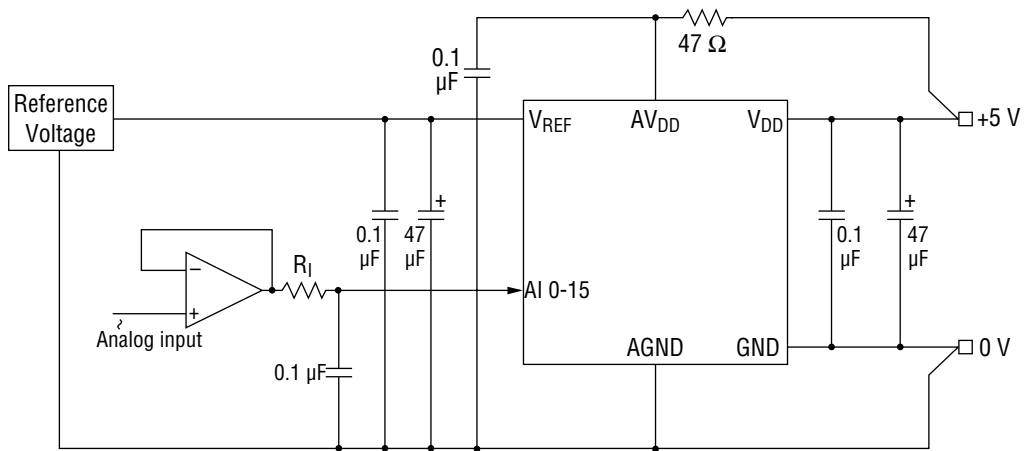 0.1
µF
47 Ω
Reference
Voltage
V_REF
AV_DD
V_DD
+5 V
0.1
µF
+
47
µF
0.1
µF
+
47
µF
−
+
R_I
Analog input
~
AI 0-15
0.1 µF
AGND
GND
0 V